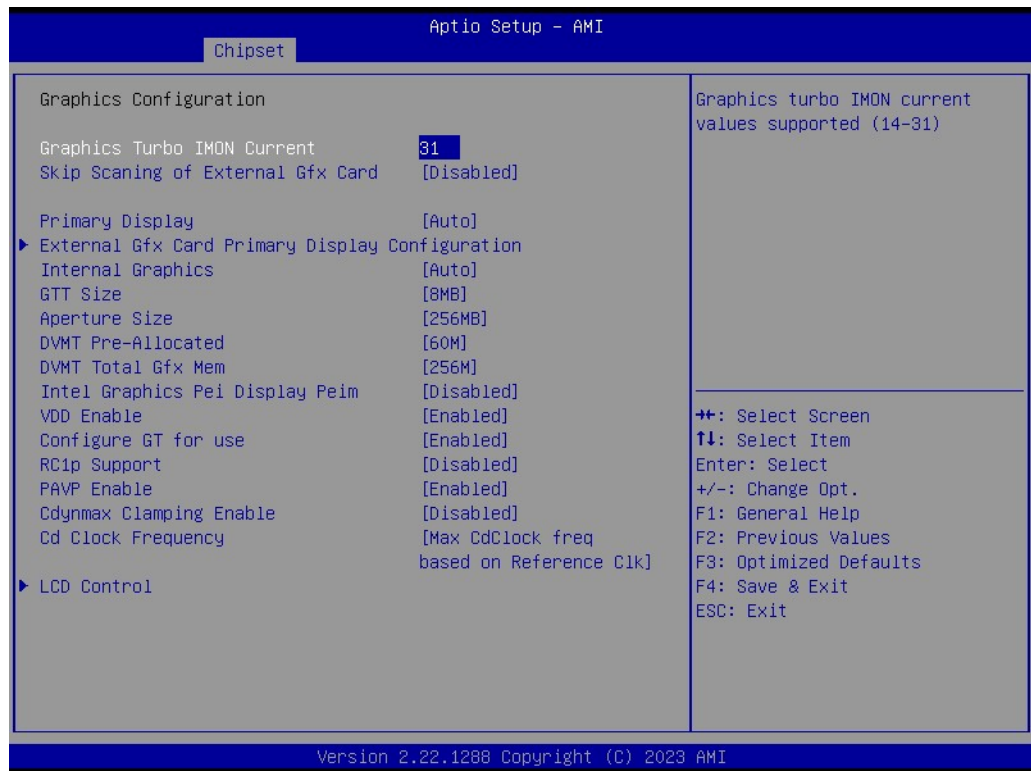 Aptio Setup – AMI
Chipset
Graphics Configuration
Graphics Turbo IMON Current 31
Skip Scaning of External Gfx Card [Disabled]
Primary Display [Auto]
▶ External Gfx Card Primary Display Configuration
Internal Graphics [Auto]
GTT Size [8MB]
Aperture Size [256MB]
DVMT Pre-Allocated [60M]
DVMT Total Gfx Mem [256M]
Intel Graphics Pei Display Peim [Disabled]
VDD Enable [Enabled]
Configure GT for use [Enabled]
RC1p Support [Disabled]
PAVP Enable [Enabled]
Cdynmax Clamping Enable [Disabled]
Cd Clock Frequency [Max CdClock freq
based on Reference Clk]
▶ LCD Control
Graphics turbo IMON current
values supported (14-31)
→←: Select Screen
↑↓: Select Item
Enter: Select
+/-: Change Opt.
F1: General Help
F2: Previous Values
F3: Optimized Defaults
F4: Save & Exit
ESC: Exit
Version 2.22.1288 Copyright (C) 2023 AMI